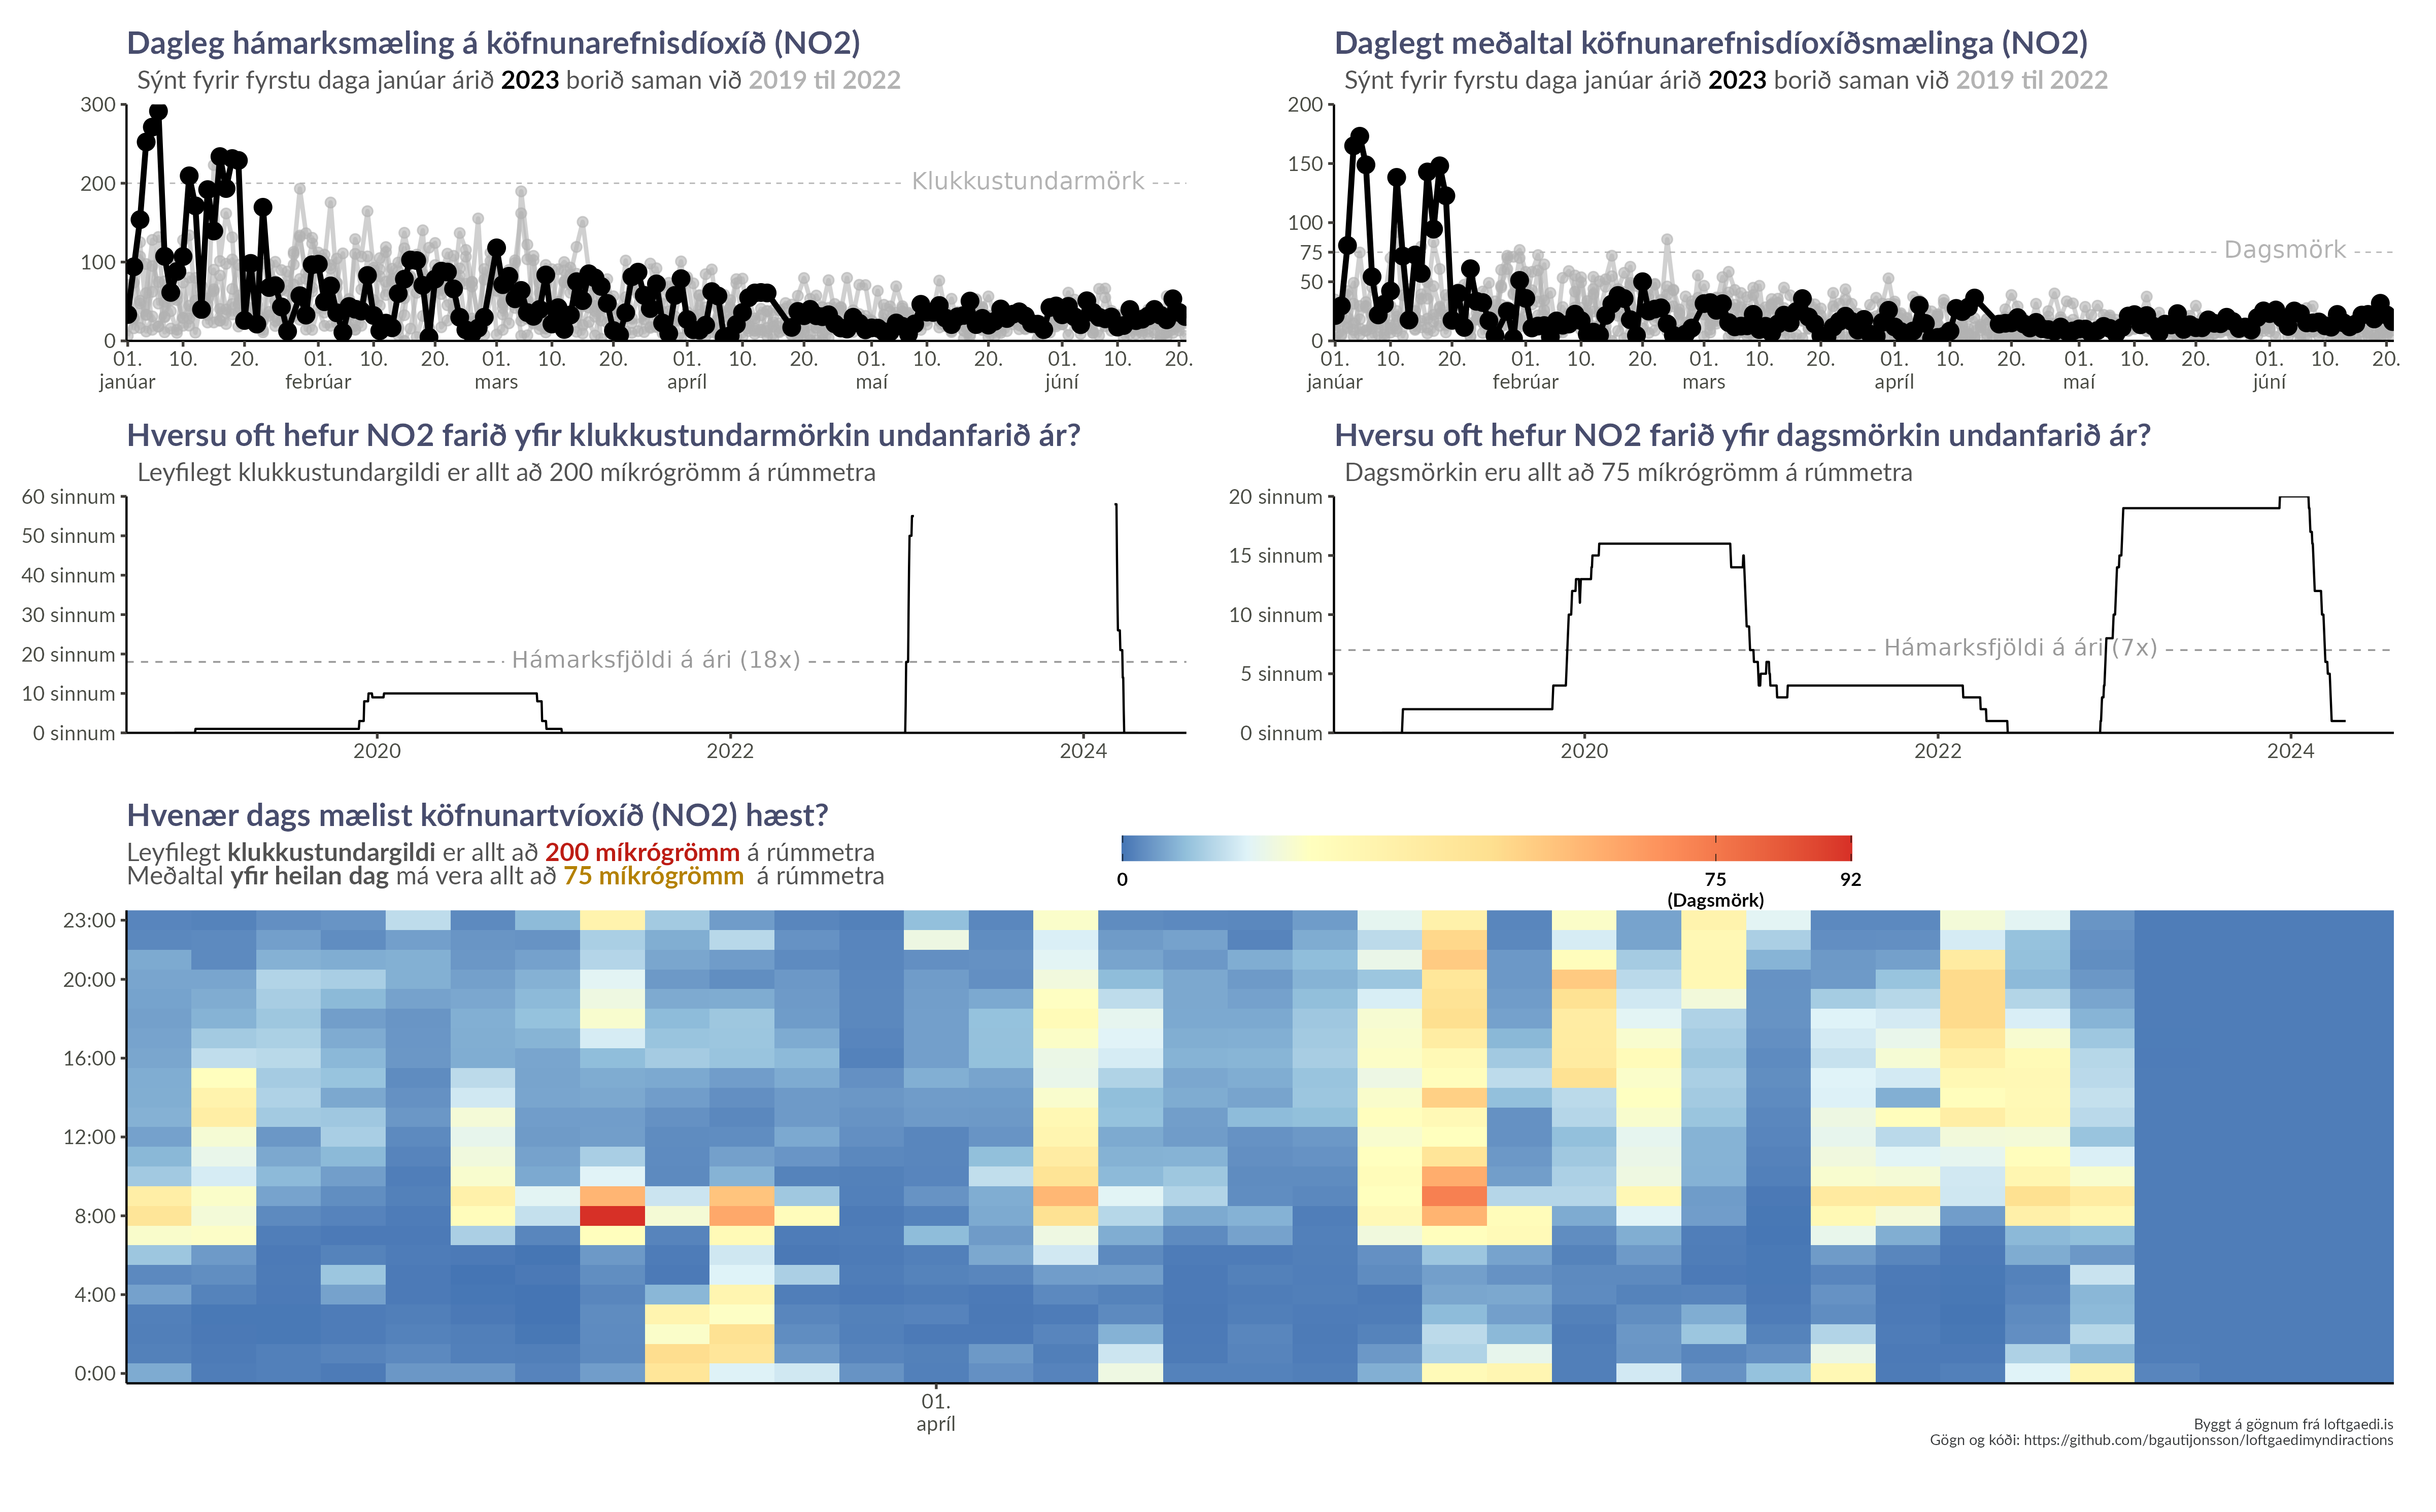 Dagleg hámarksmæling á köfnunarefnisdíoxíð (NO2)
Sýnt fyrir fyrstu daga janúar árið 2023 borið saman við 2019 til 2022
300
200
100
0
Klukkustundarmörk
01. 10. 20. 01. 10. 20. 01. 10. 20. 01. 10. 20. 01. 10. 20. 01. 10. 20.
janúar febrúar mars apríl maí júní
Daglegt meðaltal köfnunarefnisdíoxíðsmælinga (NO2)
Sýnt fyrir fyrstu daga janúar árið 2023 borið saman við 2019 til 2022
200
150
100
75
50
0
Dagsmörk
01. 10. 20. 01. 10. 20. 01. 10. 20. 01. 10. 20. 01. 10. 20. 01. 10. 20.
janúar febrúar mars apríl maí júní
Hversu oft hefur NO2 farið yfir klukkustundarmörkin undanfarið ár?
Leyfilegt klukkustundargildi er allt að 200 míkrógrömm á rúmmetra
60 sinnum
50 sinnum
40 sinnum
30 sinnum
20 sinnum
10 sinnum
0 sinnum
Hámarksfjöldi á ári (18x)
2020 2022 2024
Hversu oft hefur NO2 farið yfir dagsmörkin undanfarið ár?
Dagsmörkin eru allt að 75 míkrógrömm á rúmmetra
20 sinnum
15 sinnum
10 sinnum
5 sinnum
0 sinnum
Hámarksfjöldi á ári (7x)
2020 2022 2024
Hvenær dags mælist köfnunartvíoxíð (NO2) hæst?
Leyfilegt klukkustundargildi er allt að 200 míkrógrömm á rúmmetra
Meðaltal yfir heilan dag má vera allt að 75 míkrógrömm á rúmmetra
0 75 92
(Dagsmörk)
23:00
20:00
16:00
12:00
8:00
4:00
0:00
01.
apríl
Byggt á gögnum frá loftgaedi.is
Gögn og kóði: https://github.com/bgautijonsson/loftgaedimyndiractions